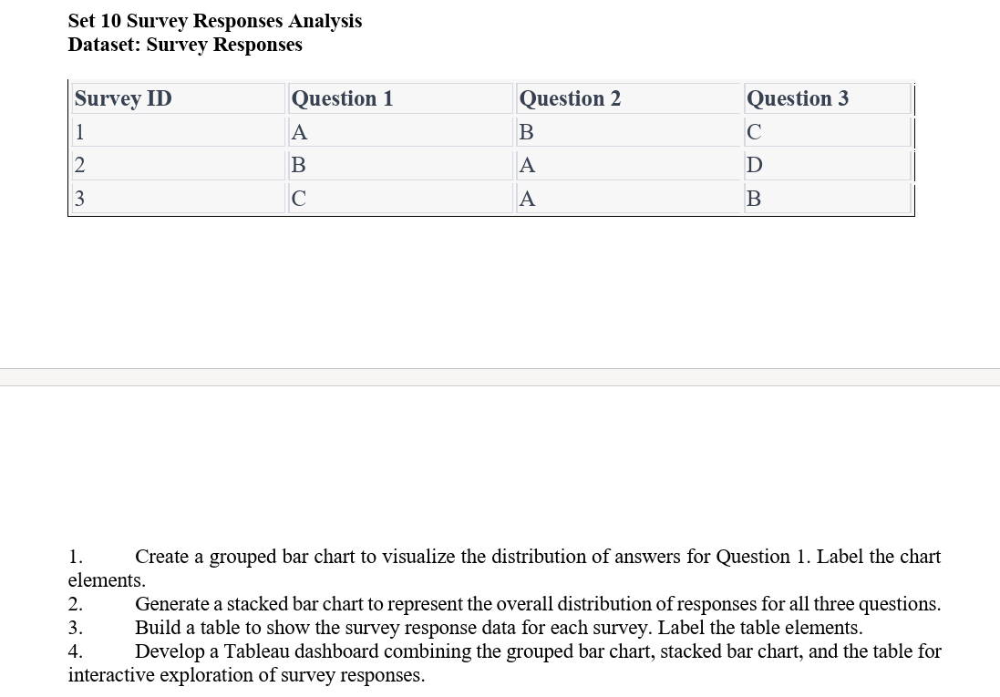 Set 10 Survey Responses Analysis
Dataset: Survey Responses
Survey ID Question 1 Question 2 Question 3
1 A B C
2 B A D
3 C A B
1. Create a grouped bar chart to visualize the distribution of answers for Question 1. Label the chart
elements.
2. Generate a stacked bar chart to represent the overall distribution of responses for all three questions.
3. Build a table to show the survey response data for each survey. Label the table elements.
4. Develop a Tableau dashboard combining the grouped bar chart, stacked bar chart, and the table for
interactive exploration of survey responses.